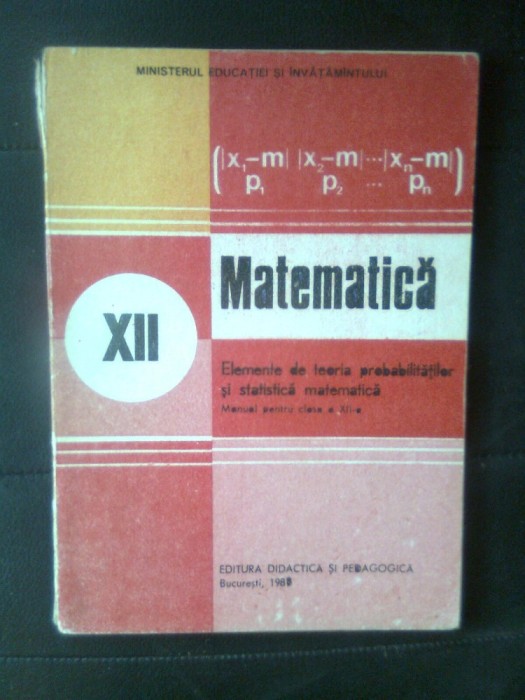 MINISTERUL EDUCAȚIEI ȘI ÎNVĂȚĂMÎNTULUI
(|x₁-m| |x₂-m| ... |xₙ-m|)
p₁ p₂ ... pₙ
Matematică
XII
Elemente de teoria probabilităților
și statistică matematică
Manual pentru clasa a XII-a
EDITURA DIDACTICĂ ȘI PEDAGOGICĂ
București,